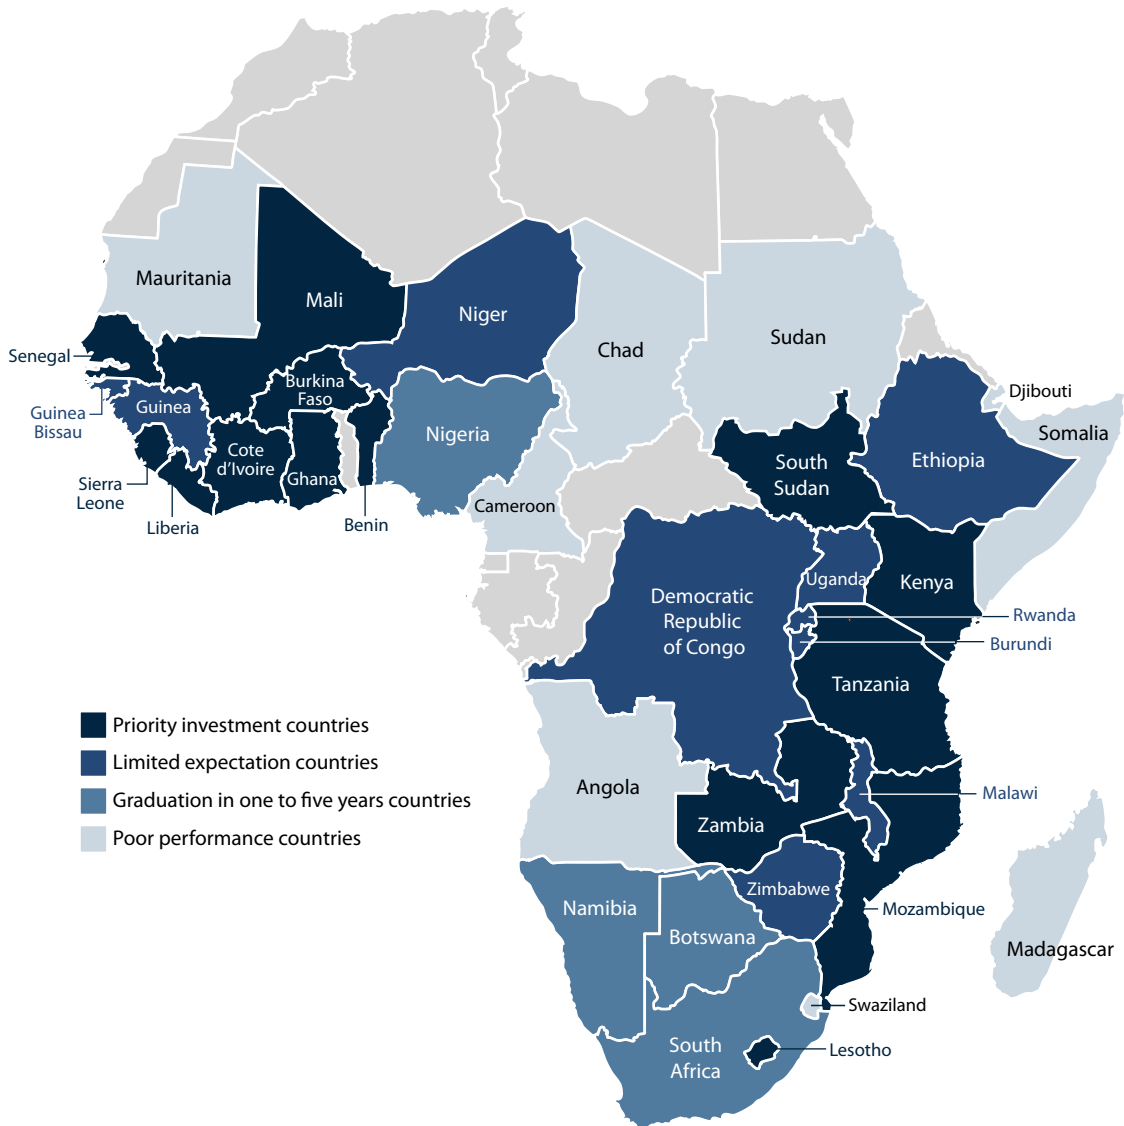 Mauritania
Mali
Niger
Chad
Sudan
Senegal
Burkina
Faso
Djibouti
Guinea
Guinea
Bissau
Nigeria
Somalia
Cote
d’Ivoire
Ghana
South
Sudan
Ethiopia
Sierra
Leone
Cameroon
Liberia
Benin
Uganda
Kenya
Democratic
Republic
of Congo
Rwanda
Burundi
Tanzania
Priority investment countries
Limited expectation countries
Graduation in one to five years countries
Poor performance countries
Angola
Malawi
Zambia
Zimbabwe
Namibia
Mozambique
Botswana
Madagascar
Swaziland
South
Africa
Lesotho